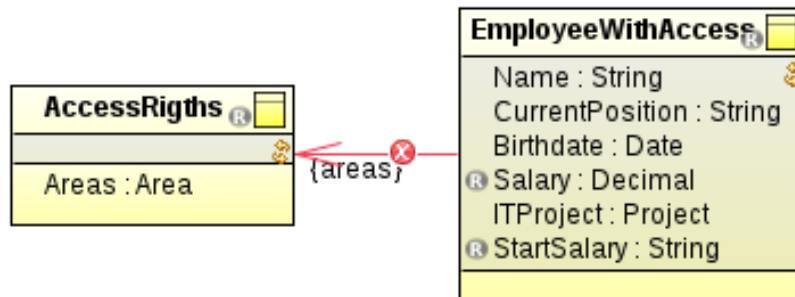 EmployeeWithAccess
Name : String
CurrentPosition : String
Birthdate : Date
R Salary : Decimal
ITProject : Project
R StartSalary : String
AccessRigths
Areas : Area
{areas}